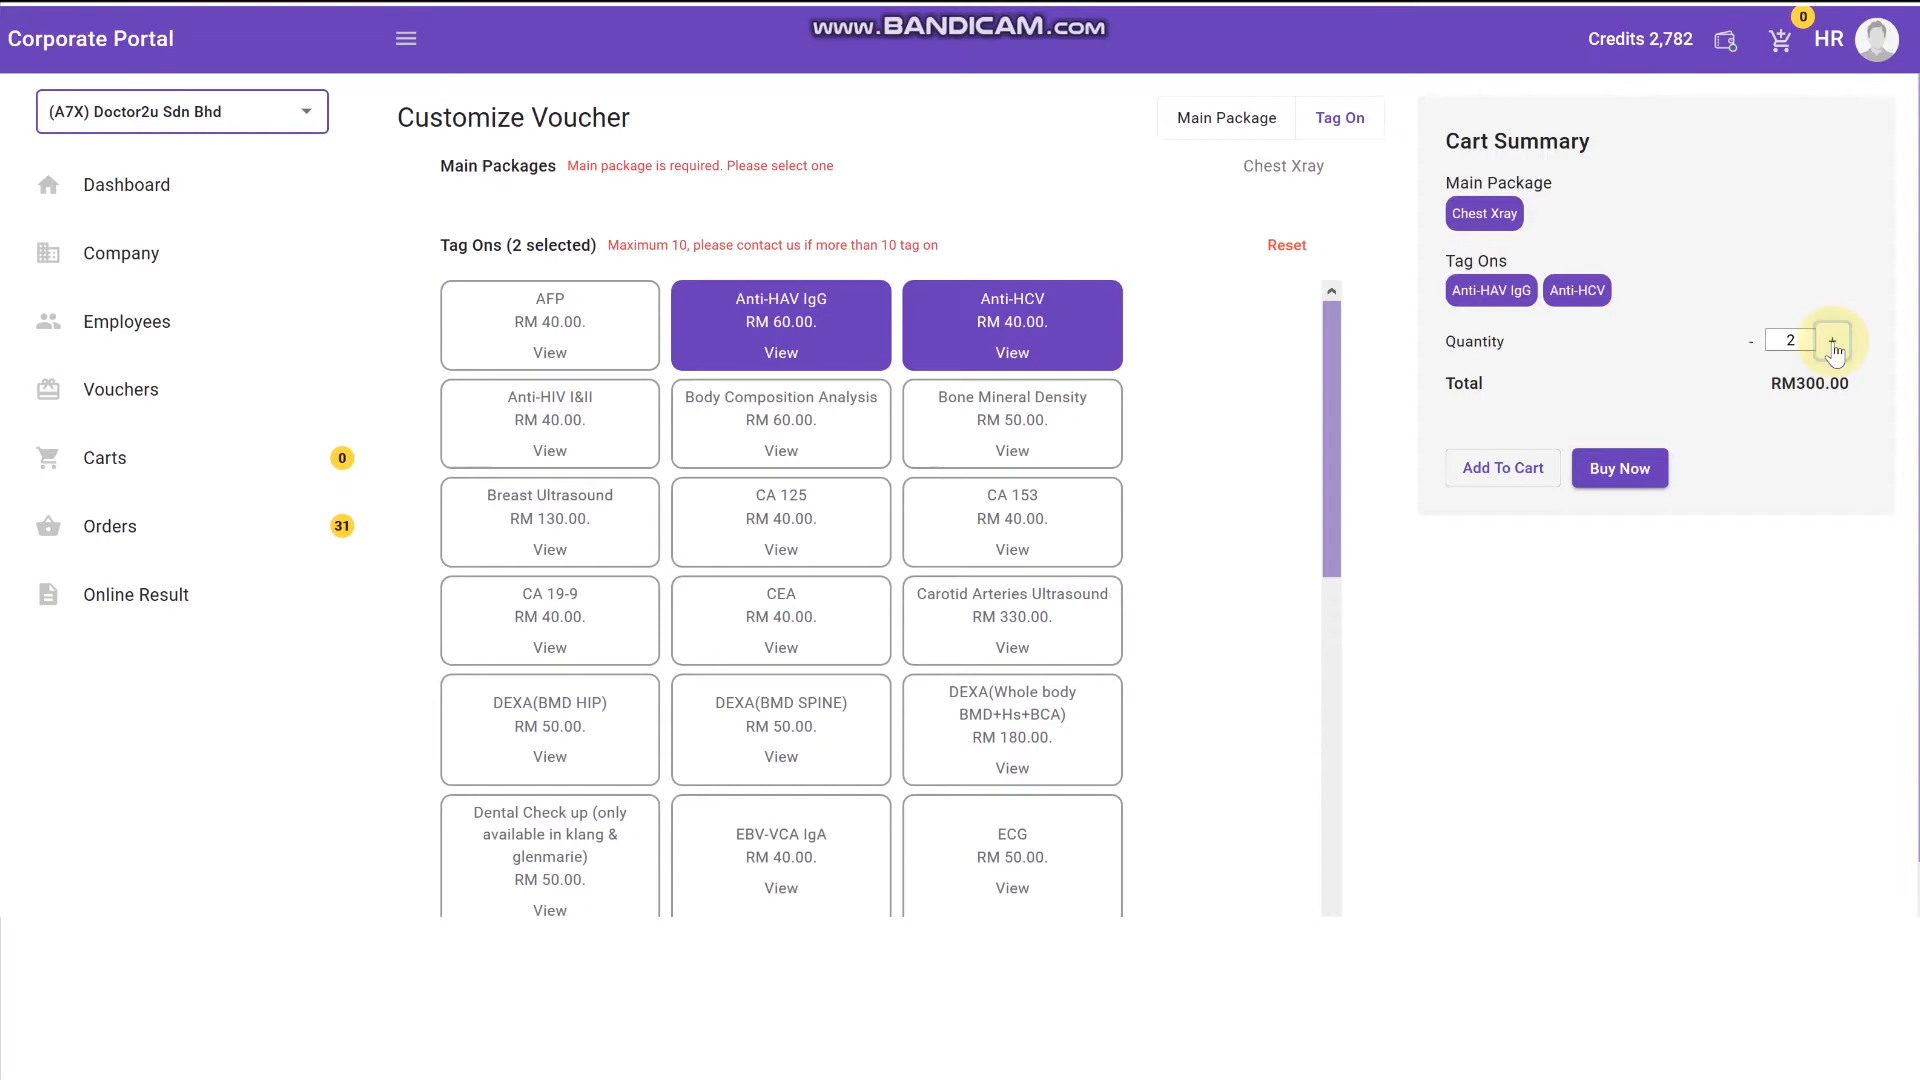 www.BANDICAM.com
Corporate Portal
Credits 2,782
0
HR
(A7X) Doctor2u Sdn Bhd
Dashboard
Company
Employees
Vouchers
Carts
0
Orders
31
Online Result
Customize Voucher
Main Package
Tag On
Main Packages
Main package is required. Please select one
Chest Xray
Tag Ons (2 selected)
Maximum 10, please contact us if more than 10 tag on
Reset
AFP
RM 40.00.
View
Anti-HAV IgG
RM 60.00.
View
Anti-HCV
RM 40.00.
View
Anti-HIV I&II
RM 40.00.
View
Body Composition Analysis
RM 60.00.
View
Bone Mineral Density
RM 50.00.
View
Breast Ultrasound
RM 130.00.
View
CA 125
RM 40.00.
View
CA 153
RM 40.00.
View
CA 19-9
RM 40.00.
View
CEA
RM 40.00.
View
Carotid Arteries Ultrasound
RM 330.00.
View
DEXA(BMD HIP)
RM 50.00.
View
DEXA(BMD SPINE)
RM 50.00.
View
DEXA(Whole body
BMD+Hs+BCA)
RM 180.00.
View
Dental Check up (only
available in klang &
glenmarie)
RM 50.00.
View
EBV-VCA IgA
RM 40.00.
View
ECG
RM 50.00.
View
Cart Summary
Main Package
Chest Xray
Tag Ons
Anti-HAV IgG
Anti-HCV
Quantity
- 2 +
Total
RM300.00
Add To Cart
Buy Now